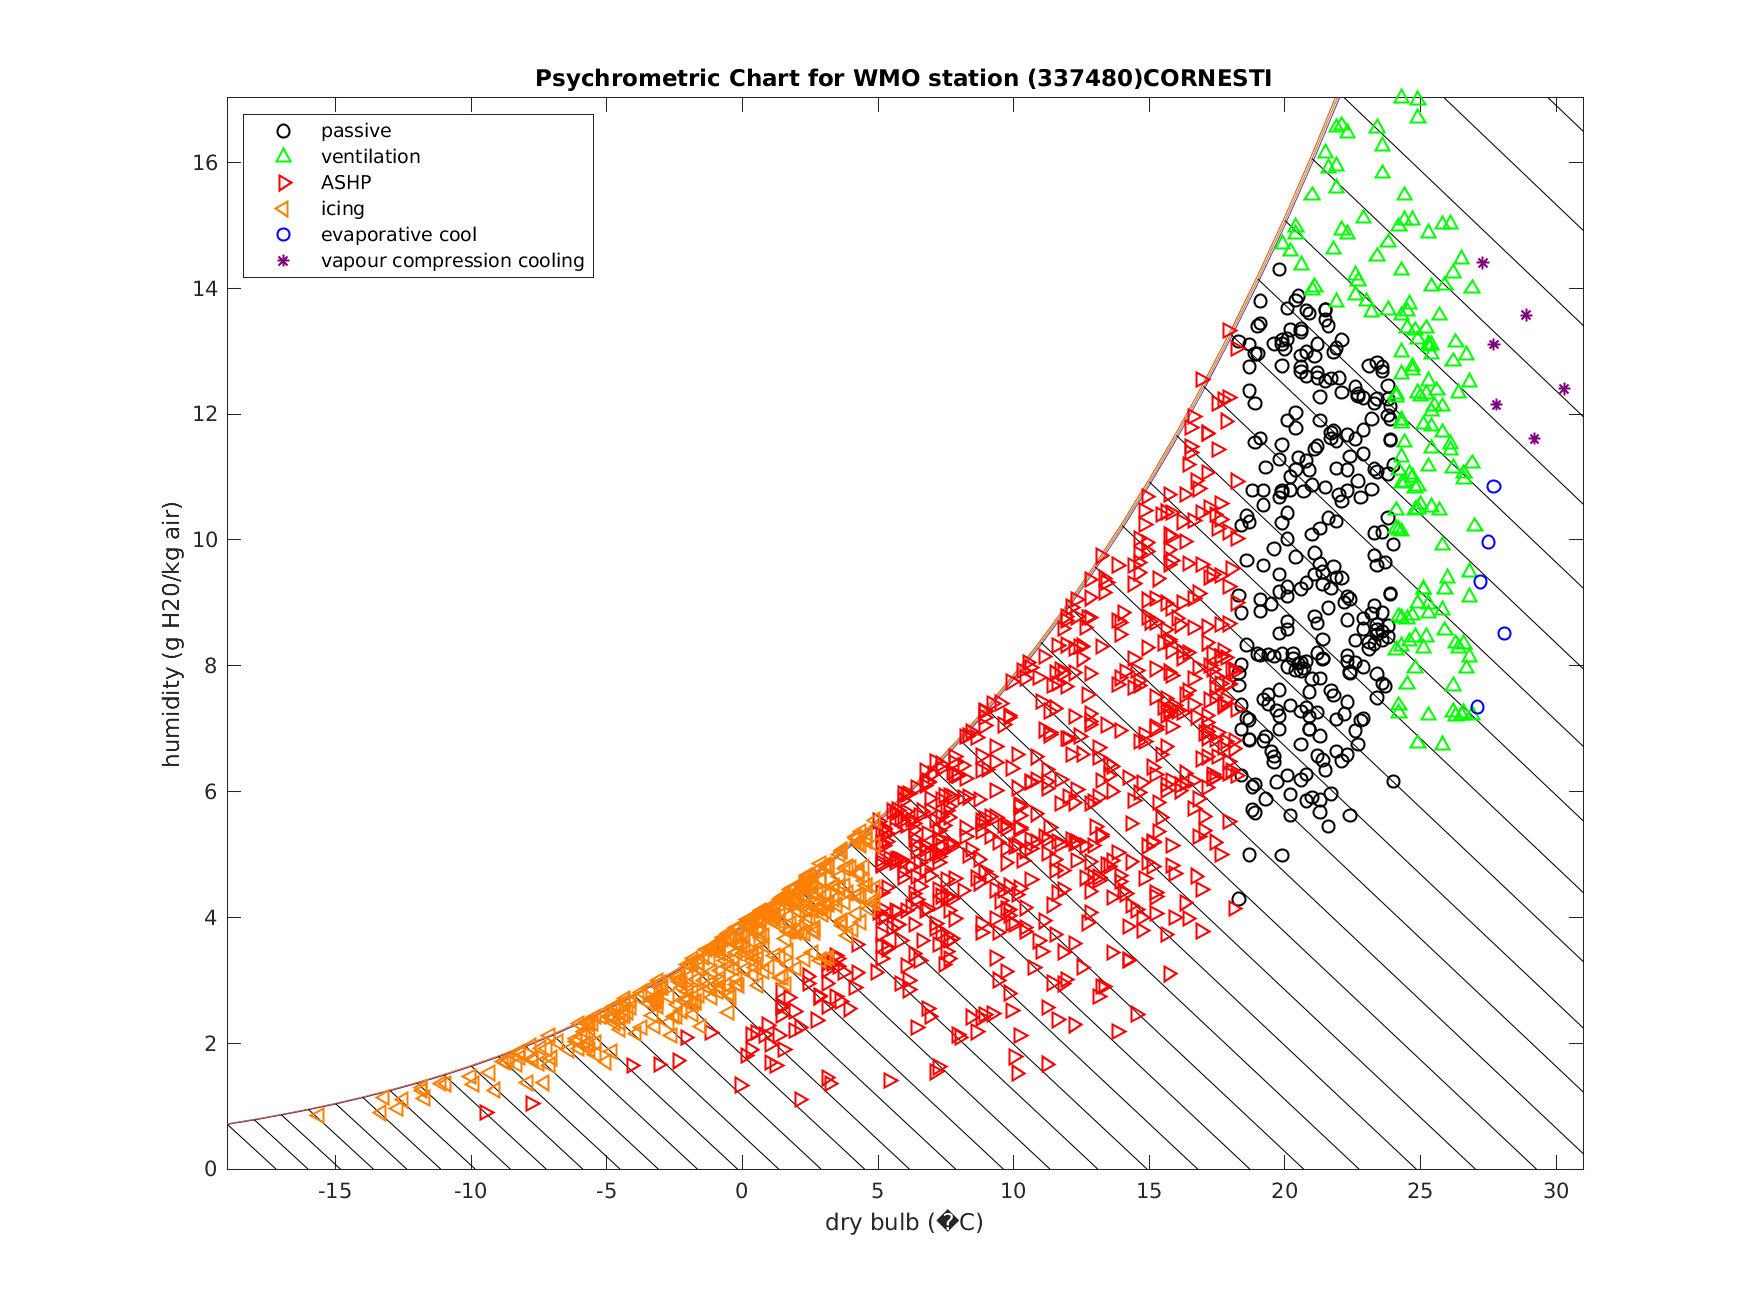 Psychrometric Chart for WMO station (337480)CORNESTI
passive
ventilation
ASHP
icing
evaporative cool
vapour compression cooling
humidity (g H20/kg air)
16
14
12
10
8
6
4
2
0
-15 -10 -5 0 5 10 15 20 25 30
dry bulb (�C)